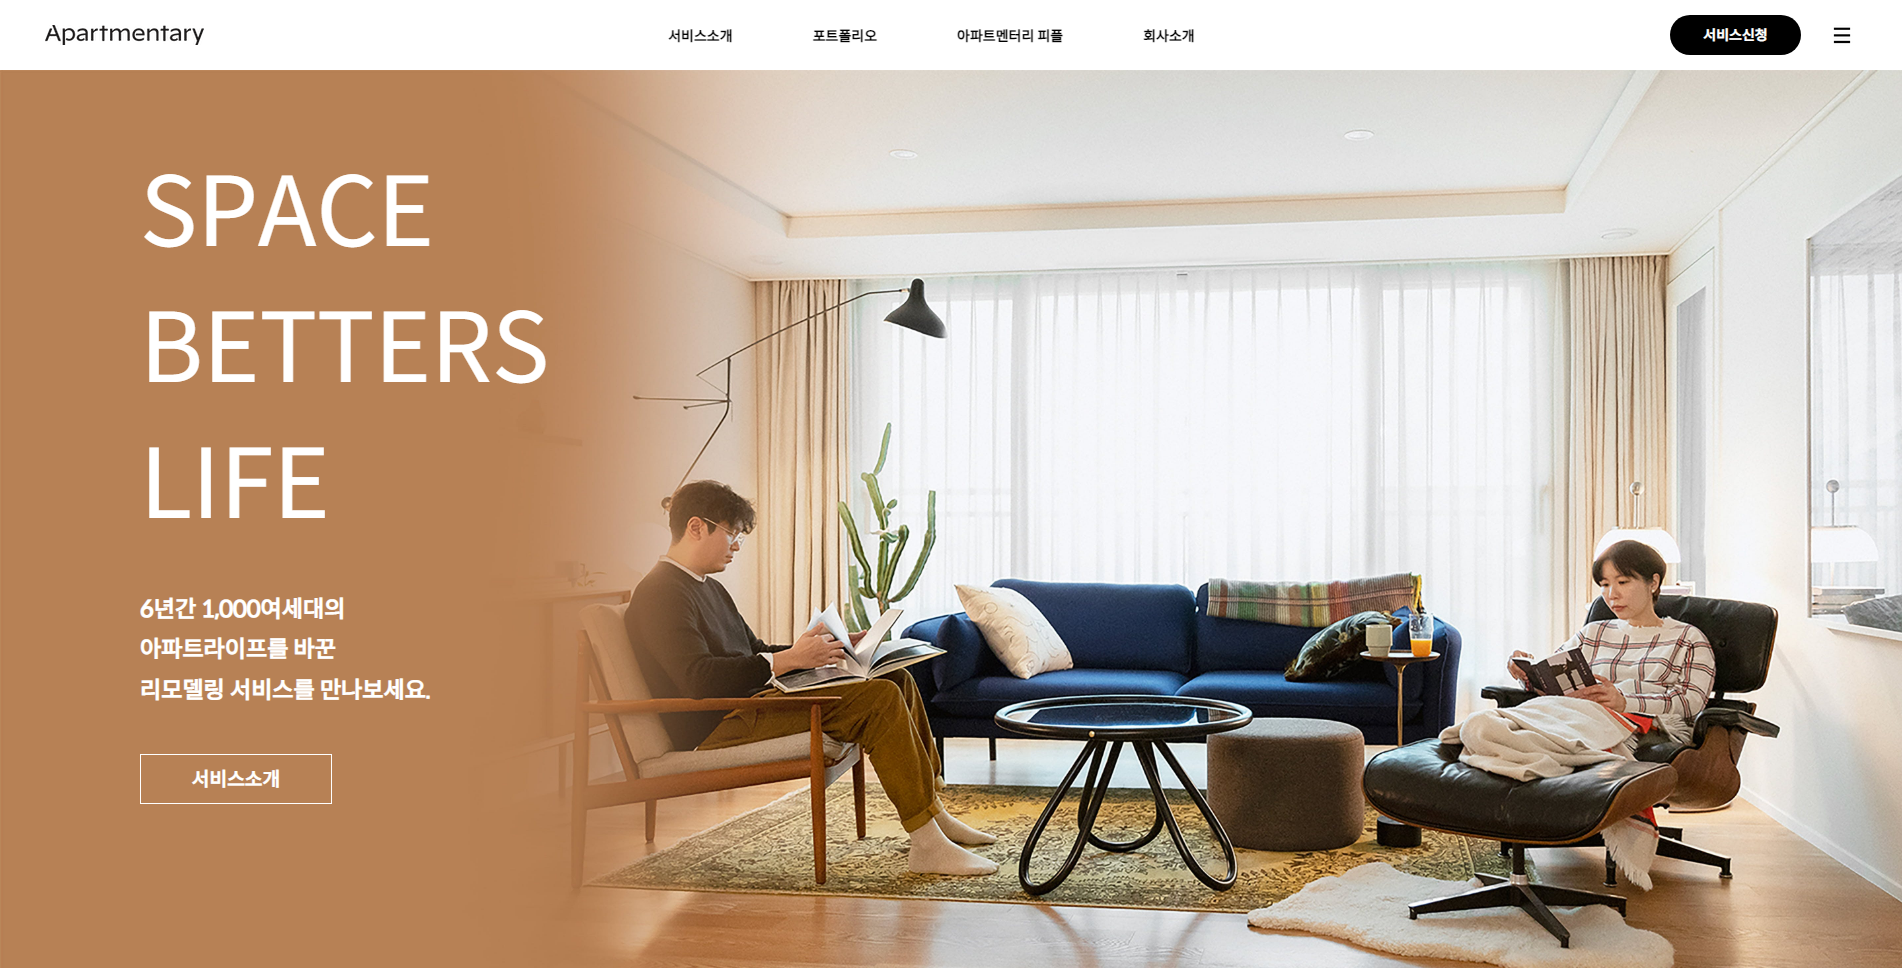 Apartmentary
서비스소개
포트폴리오
아파트멘터리 피플
회사소개
서비스신청
SPACE
BETTERS
LIFE
6년간 1,000여세대의
아파트라이프를 바꾼
리모델링 서비스를 만나보세요.
서비스소개